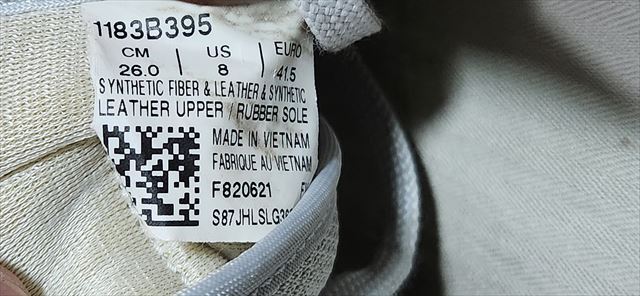 1183B395
CM US EURO
26.0 8 41.5
SYNTHETIC FIBER & LEATHER & SYNTHETIC
LEATHER UPPER / RUBBER SOLE
MADE IN VIETNAM
FABRIQUE AU VIETNAM
F820621